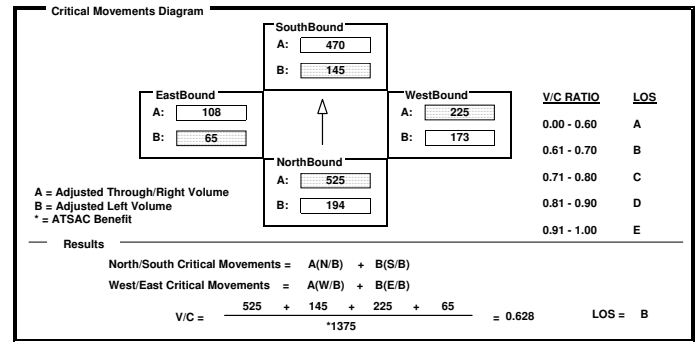 Critical Movements Diagram
SouthBound
A: 470
B: 145
EastBound
A: 108
B: 65
WestBound
A: 225
B: 173
NorthBound
A: 525
B: 194
V/C RATIO LOS
0.00 - 0.60 A
0.61 - 0.70 B
0.71 - 0.80 C
0.81 - 0.90 D
0.91 - 1.00 E
A = Adjusted Through/Right Volume
B = Adjusted Left Volume
* = ATSAC Benefit
Results
North/South Critical Movements = A(N/B) + B(S/B)
West/East Critical Movements = A(W/B) + B(E/B)
V/C = 525 + 145 + 225 + 65 = 0.628 LOS = B
*1375